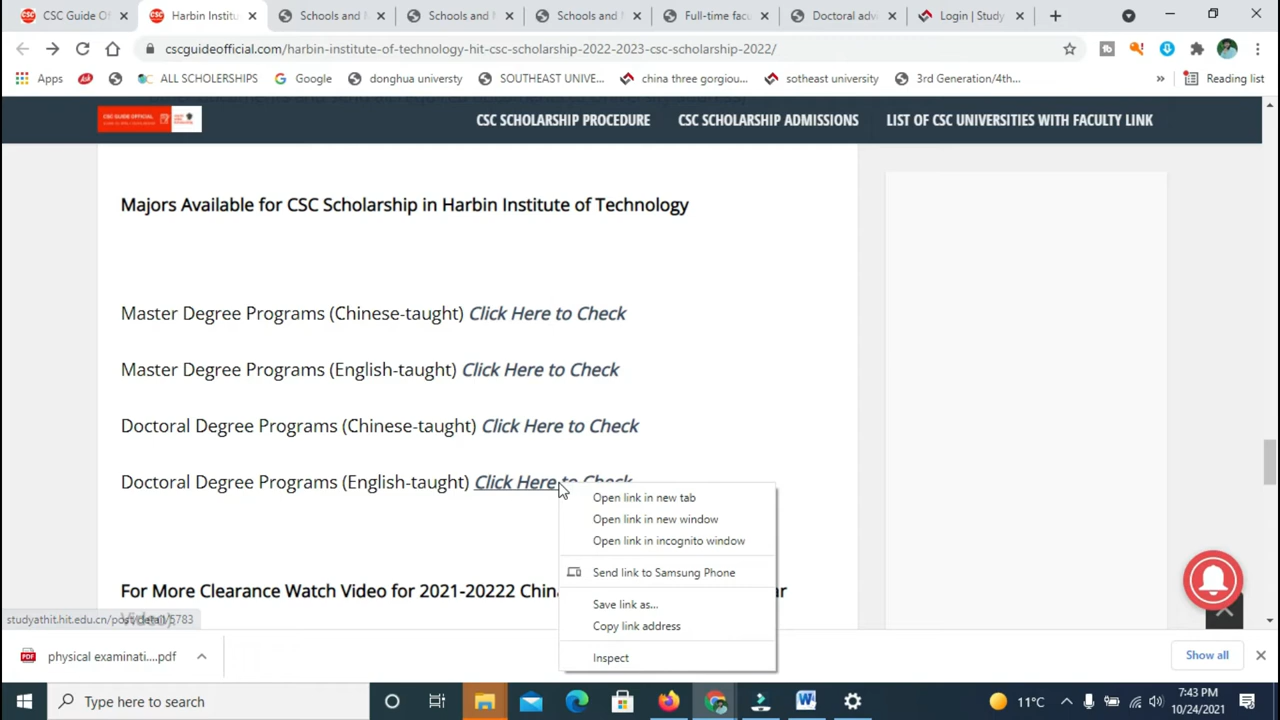 CSC Guide O
Harbin Institu
Schools and M
Schools and M
Schools and M
Full-time facu
Doctoral advi
Login | Study
cscguideofficial.com/harbin-institute-of-technology-hit-csc-scholarship-2022-2023-csc-scholarship-2022/
Apps
ALL SCHOLERSHIPS
Google
donghua university
SOUTHEAST UNIVE...
china three gorgiou...
sotheast university
3rd Generation/4th...
»
Reading list
CSC GUIDE OFFICIAL
CSC SCHOLARSHIP PROCEDURE
CSC SCHOLARSHIP ADMISSIONS
LIST OF CSC UNIVERSITIES WITH FACULTY LINK
Majors Available for CSC Scholarship in Harbin Institute of Technology
Master Degree Programs (Chinese-taught) Click Here to Check
Master Degree Programs (English-taught) Click Here to Check
Doctoral Degree Programs (Chinese-taught) Click Here to Check
Doctoral Degree Programs (English-taught) Click Here to Check
Open link in new tab
Open link in new window
Open link in incognito window
Send link to Samsung Phone
Save link as...
Copy link address
Inspect
For More Clearance Watch Video for 2021-20222 Chin
ar
Video)
studyathit.hit.edu.cn/post/detail/5783
physical examinati....pdf
Show all
Type here to search
11°C
7:43 PM
10/24/2021